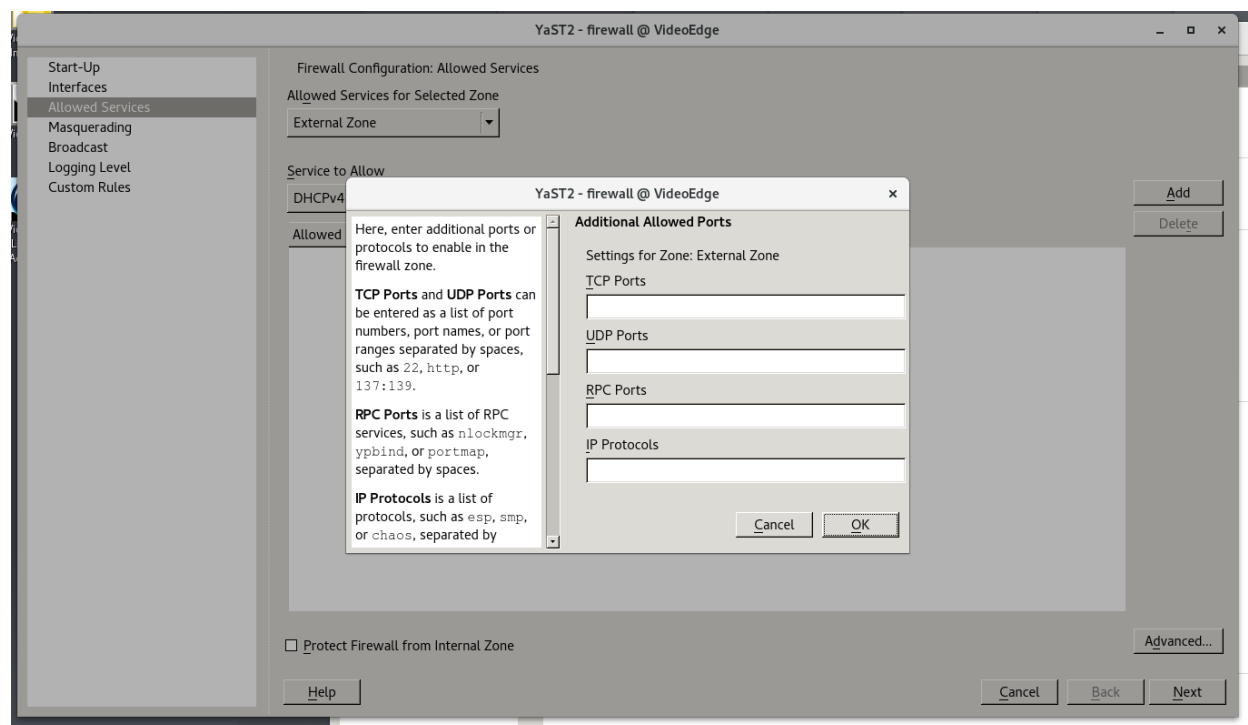 YaST2 - firewall @ VideoEdge
Start-Up
Interfaces
Allowed Services
Masquerading
Broadcast
Logging Level
Custom Rules
Firewall Configuration: Allowed Services
Allowed Services for Selected Zone
External Zone
Service to Allow
DHCPv4
Add
Allowed
Delete
YaST2 - firewall @ VideoEdge
Here, enter additional ports or
protocols to enable in the
firewall zone.
TCP Ports and UDP Ports can
be entered as a list of port
numbers, port names, or port
ranges separated by spaces,
such as 22, http, or
137:139.
RPC Ports is a list of RPC
services, such as nlockmgr,
ypbind, or portmap,
separated by spaces.
IP Protocols is a list of
protocols, such as esp, smp,
or chaos, separated by
Additional Allowed Ports
Settings for Zone: External Zone
TCP Ports
UDP Ports
RPC Ports
IP Protocols
Cancel
OK
Protect Firewall from Internal Zone
Advanced...
Help
Cancel
Back
Next